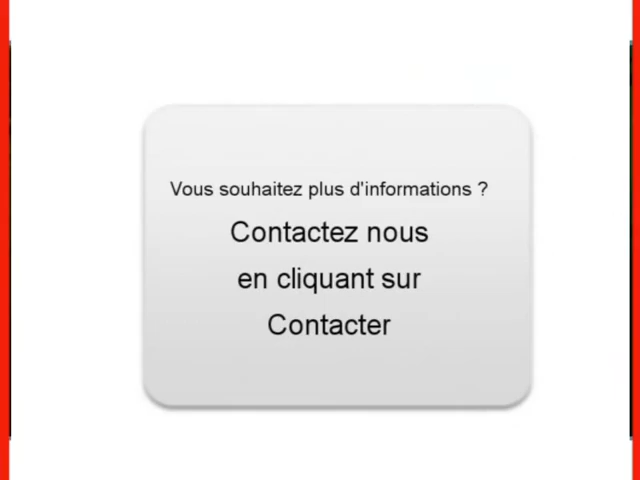 Vous souhaitez plus d'informations ?
Contactez nous
en cliquant sur
Contacter